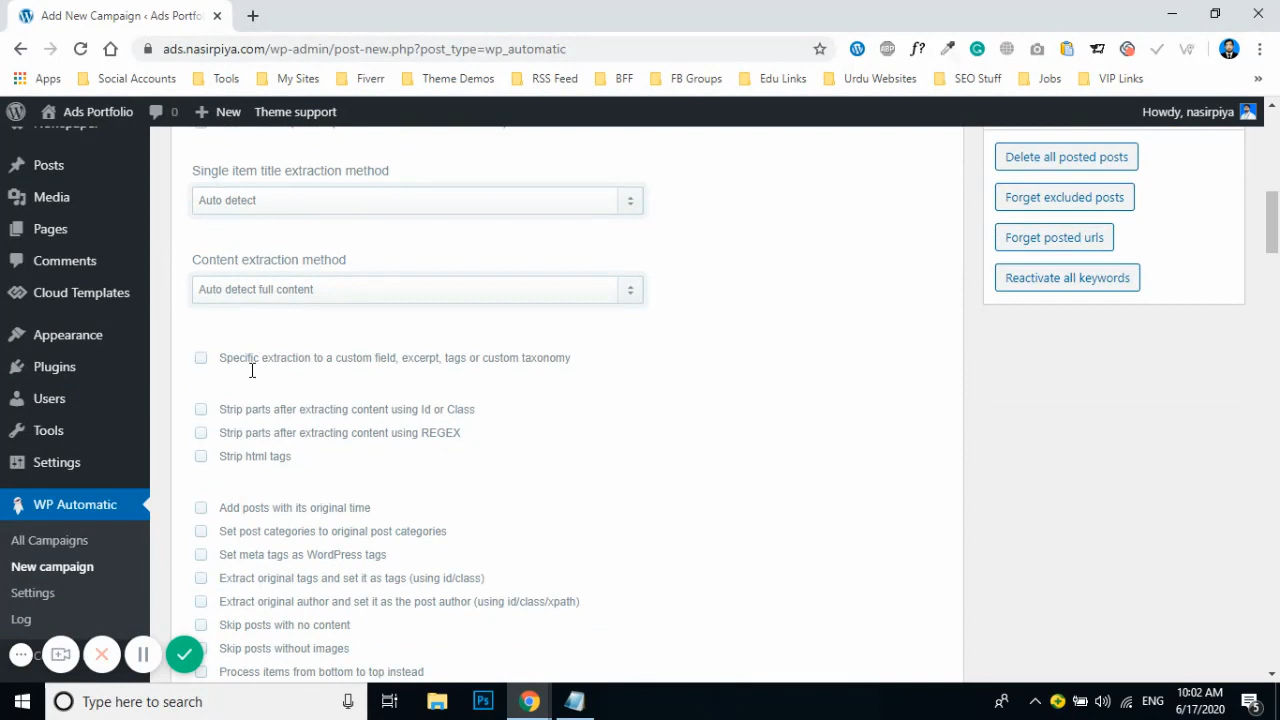 Add New Campaign ‹ Ads Portfo
ads.nasirpiya.com/wp-admin/post-new.php?post_type=wp_automatic
ABP
f?
Apps
Social Accounts
Tools
My Sites
Fiverr
Theme Demos
RSS Feed
BFF
FB Groups
Edu Links
Urdu Websites
SEO Stuff
Jobs
VIP Links
»
Ads Portfolio
0
New
Theme support
Howdy, nasirpiya
Posts
Media
Pages
Comments
Cloud Templates
Appearance
Plugins
Users
Tools
Settings
WP Automatic
All Campaigns
New campaign
Settings
Log
Single item title extraction method
Auto detect
Content extraction method
Auto detect full content
Specific extraction to a custom field, excerpt, tags or custom taxonomy
Strip parts after extracting content using Id or Class
Strip parts after extracting content using REGEX
Strip html tags
Add posts with its original time
Set post categories to original post categories
Set meta tags as WordPress tags
Extract original tags and set it as tags (using id/class)
Extract original author and set it as the post author (using id/class/xpath)
Skip posts with no content
Skip posts without images
Process items from bottom to top instead
Delete all posted posts
Forget excluded posts
Forget posted urls
Reactivate all keywords
Type here to search
Ps
ENG
10:02 AM
6/17/2020
5